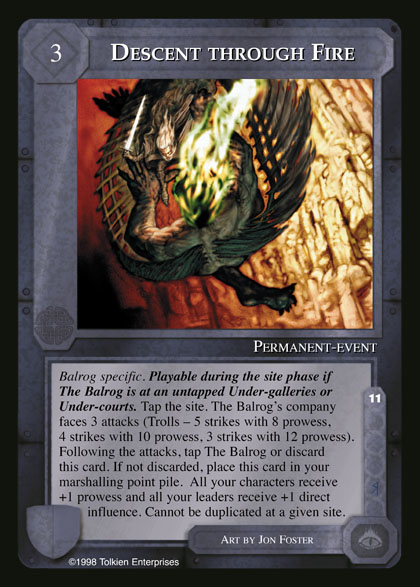 3
DESCENT THROUGH FIRE
PERMANENT-EVENT
Balrog specific. Playable during the site phase if
The Balrog is at an untapped Under-galleries or
Under-courts. Tap the site. The Balrog's company
faces 3 attacks (Trolls – 5 strikes with 8 prowess,
4 strikes with 10 prowess, 3 strikes with 12 prowess).
Following the attacks, tap The Balrog or discard
this card. If not discarded, place this card in your
marshalling point pile. All your characters receive
+1 prowess and all your leaders receive +1 direct
influence. Cannot be duplicated at a given site.
11
ART BY JON FOSTER
©1998 Tolkien Enterprises